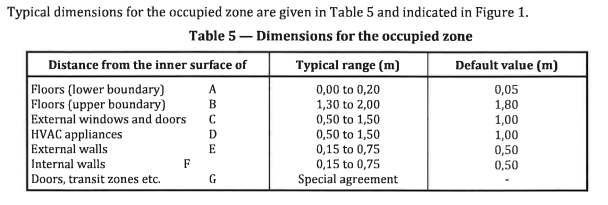 Typical dimensions for the occupied zone are given in Table 5 and indicated in Figure 1.
Table 5 — Dimensions for the occupied zone
Distance from the inner surface of Typical range (m) Default value (m)
Floors (lower boundary) A 0,00 to 0,20 0,05
Floors (upper boundary) B 1,30 to 2,00 1,80
External windows and doors C 0,50 to 1,50 1,00
HVAC appliances D 0,50 to 1,50 1,00
External walls E 0,15 to 0,75 0,50
Internal walls F 0,15 to 0,75 0,50
Doors, transit zones etc. G Special agreement -